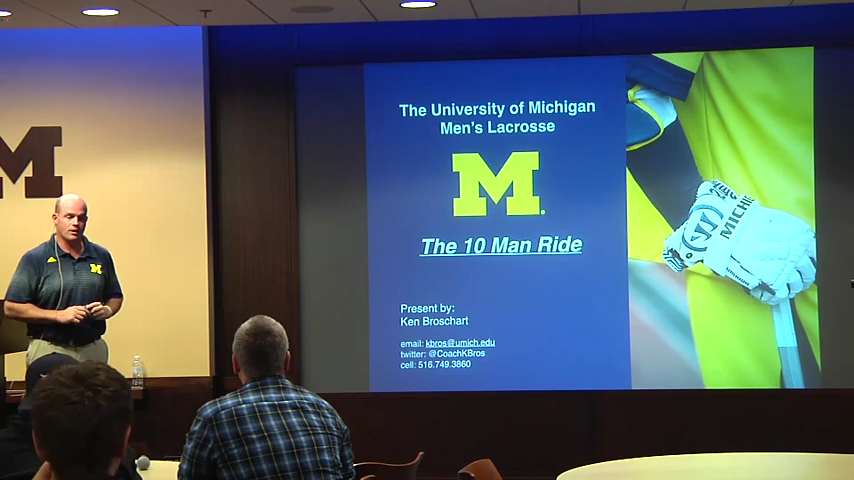 The University of Michigan
Men's Lacrosse
M
The 10 Man Ride
Present by:
Ken Broschart
email: kbros@umich.edu
twitter: @CoachKBros
cell: 516.749.3860
M
M
MICHI